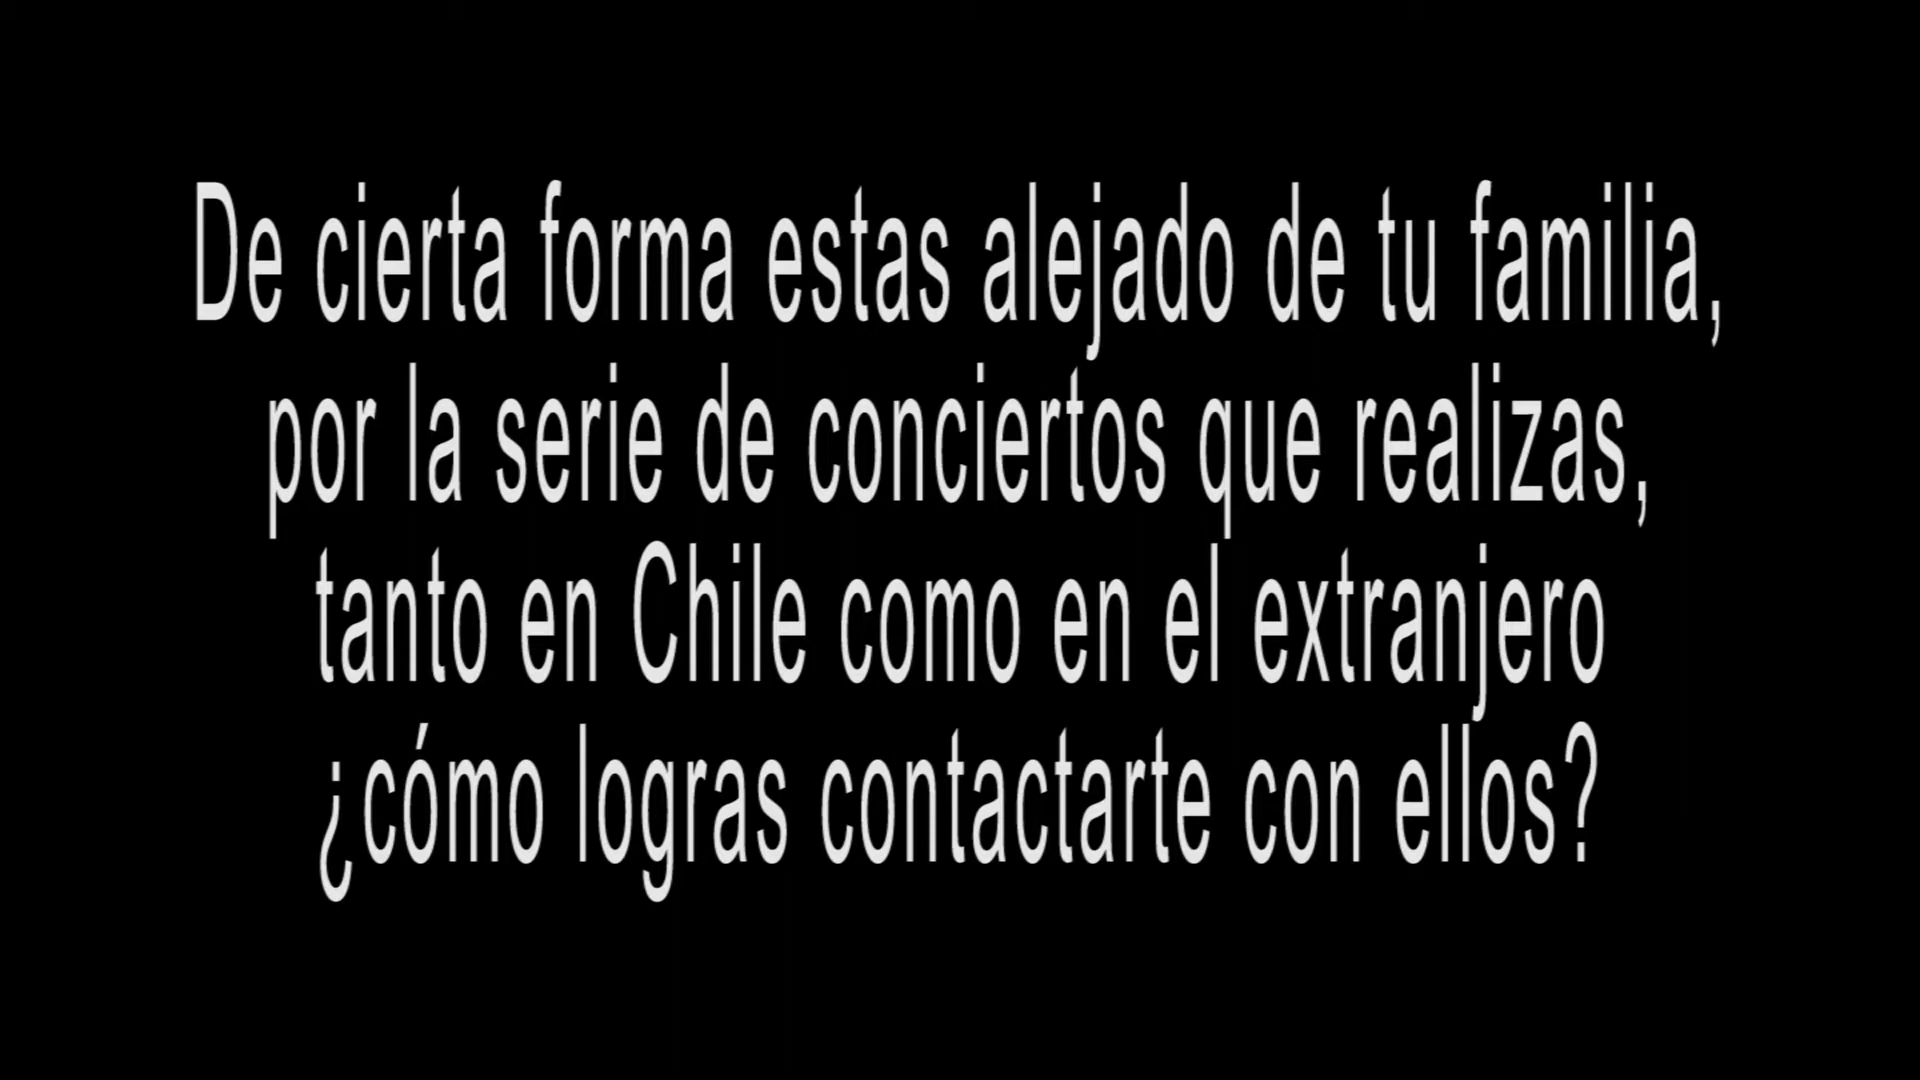 De cierta forma estas alejado de tu familia,
por la serie de conciertos que realizas,
tanto en Chile como en el extranjero
¿cómo logras contactarte con ellos?